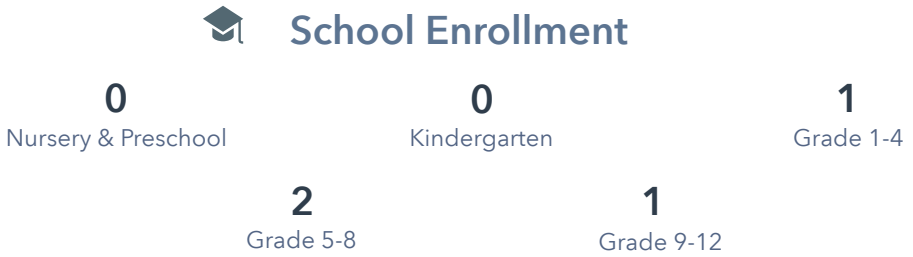 School Enrollment
0 0 1
Nursery & Preschool Kindergarten Grade 1-4
2 1
Grade 5-8 Grade 9-12